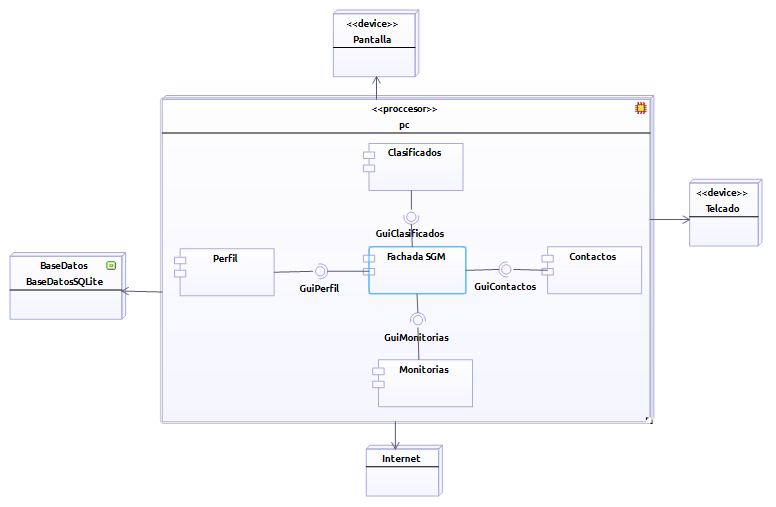 <<device>>
Pantalla
<<proccesor>>
pc
Clasificados
GuiClasificados
<<device>>
Telcado
Perfil
Fachada SGM
Contactos
BaseDatos
BaseDatosSQLite
GuiPerfil
GuiContactos
GuiMonitorias
Monitorias
Internet